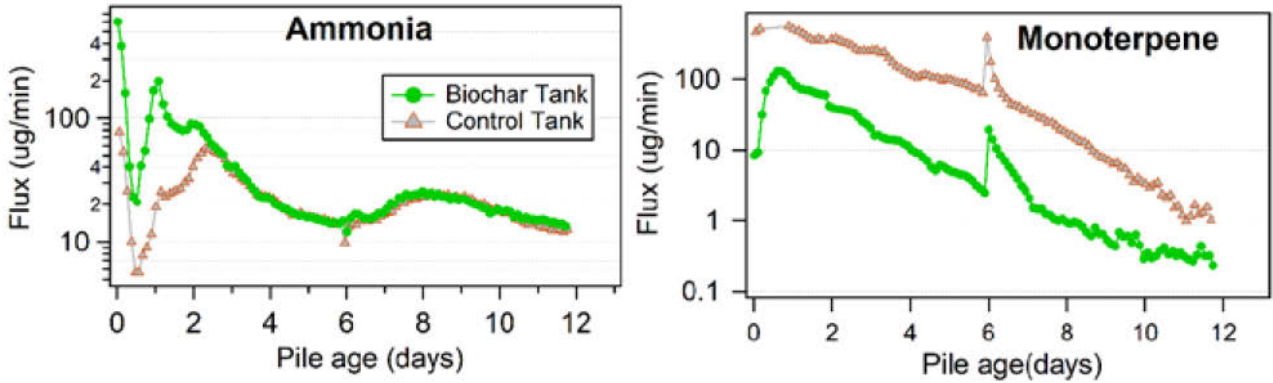 Ammonia
4
2
100
4
2
10
Flux (ug/min)
Biochar Tank
Control Tank
0 2 4 6 8 10 12
Pile age (days)
Monoterpene
100
10
1
0.1
Flux (ug/min)
0 2 4 6 8 10 12
Pile age(days)